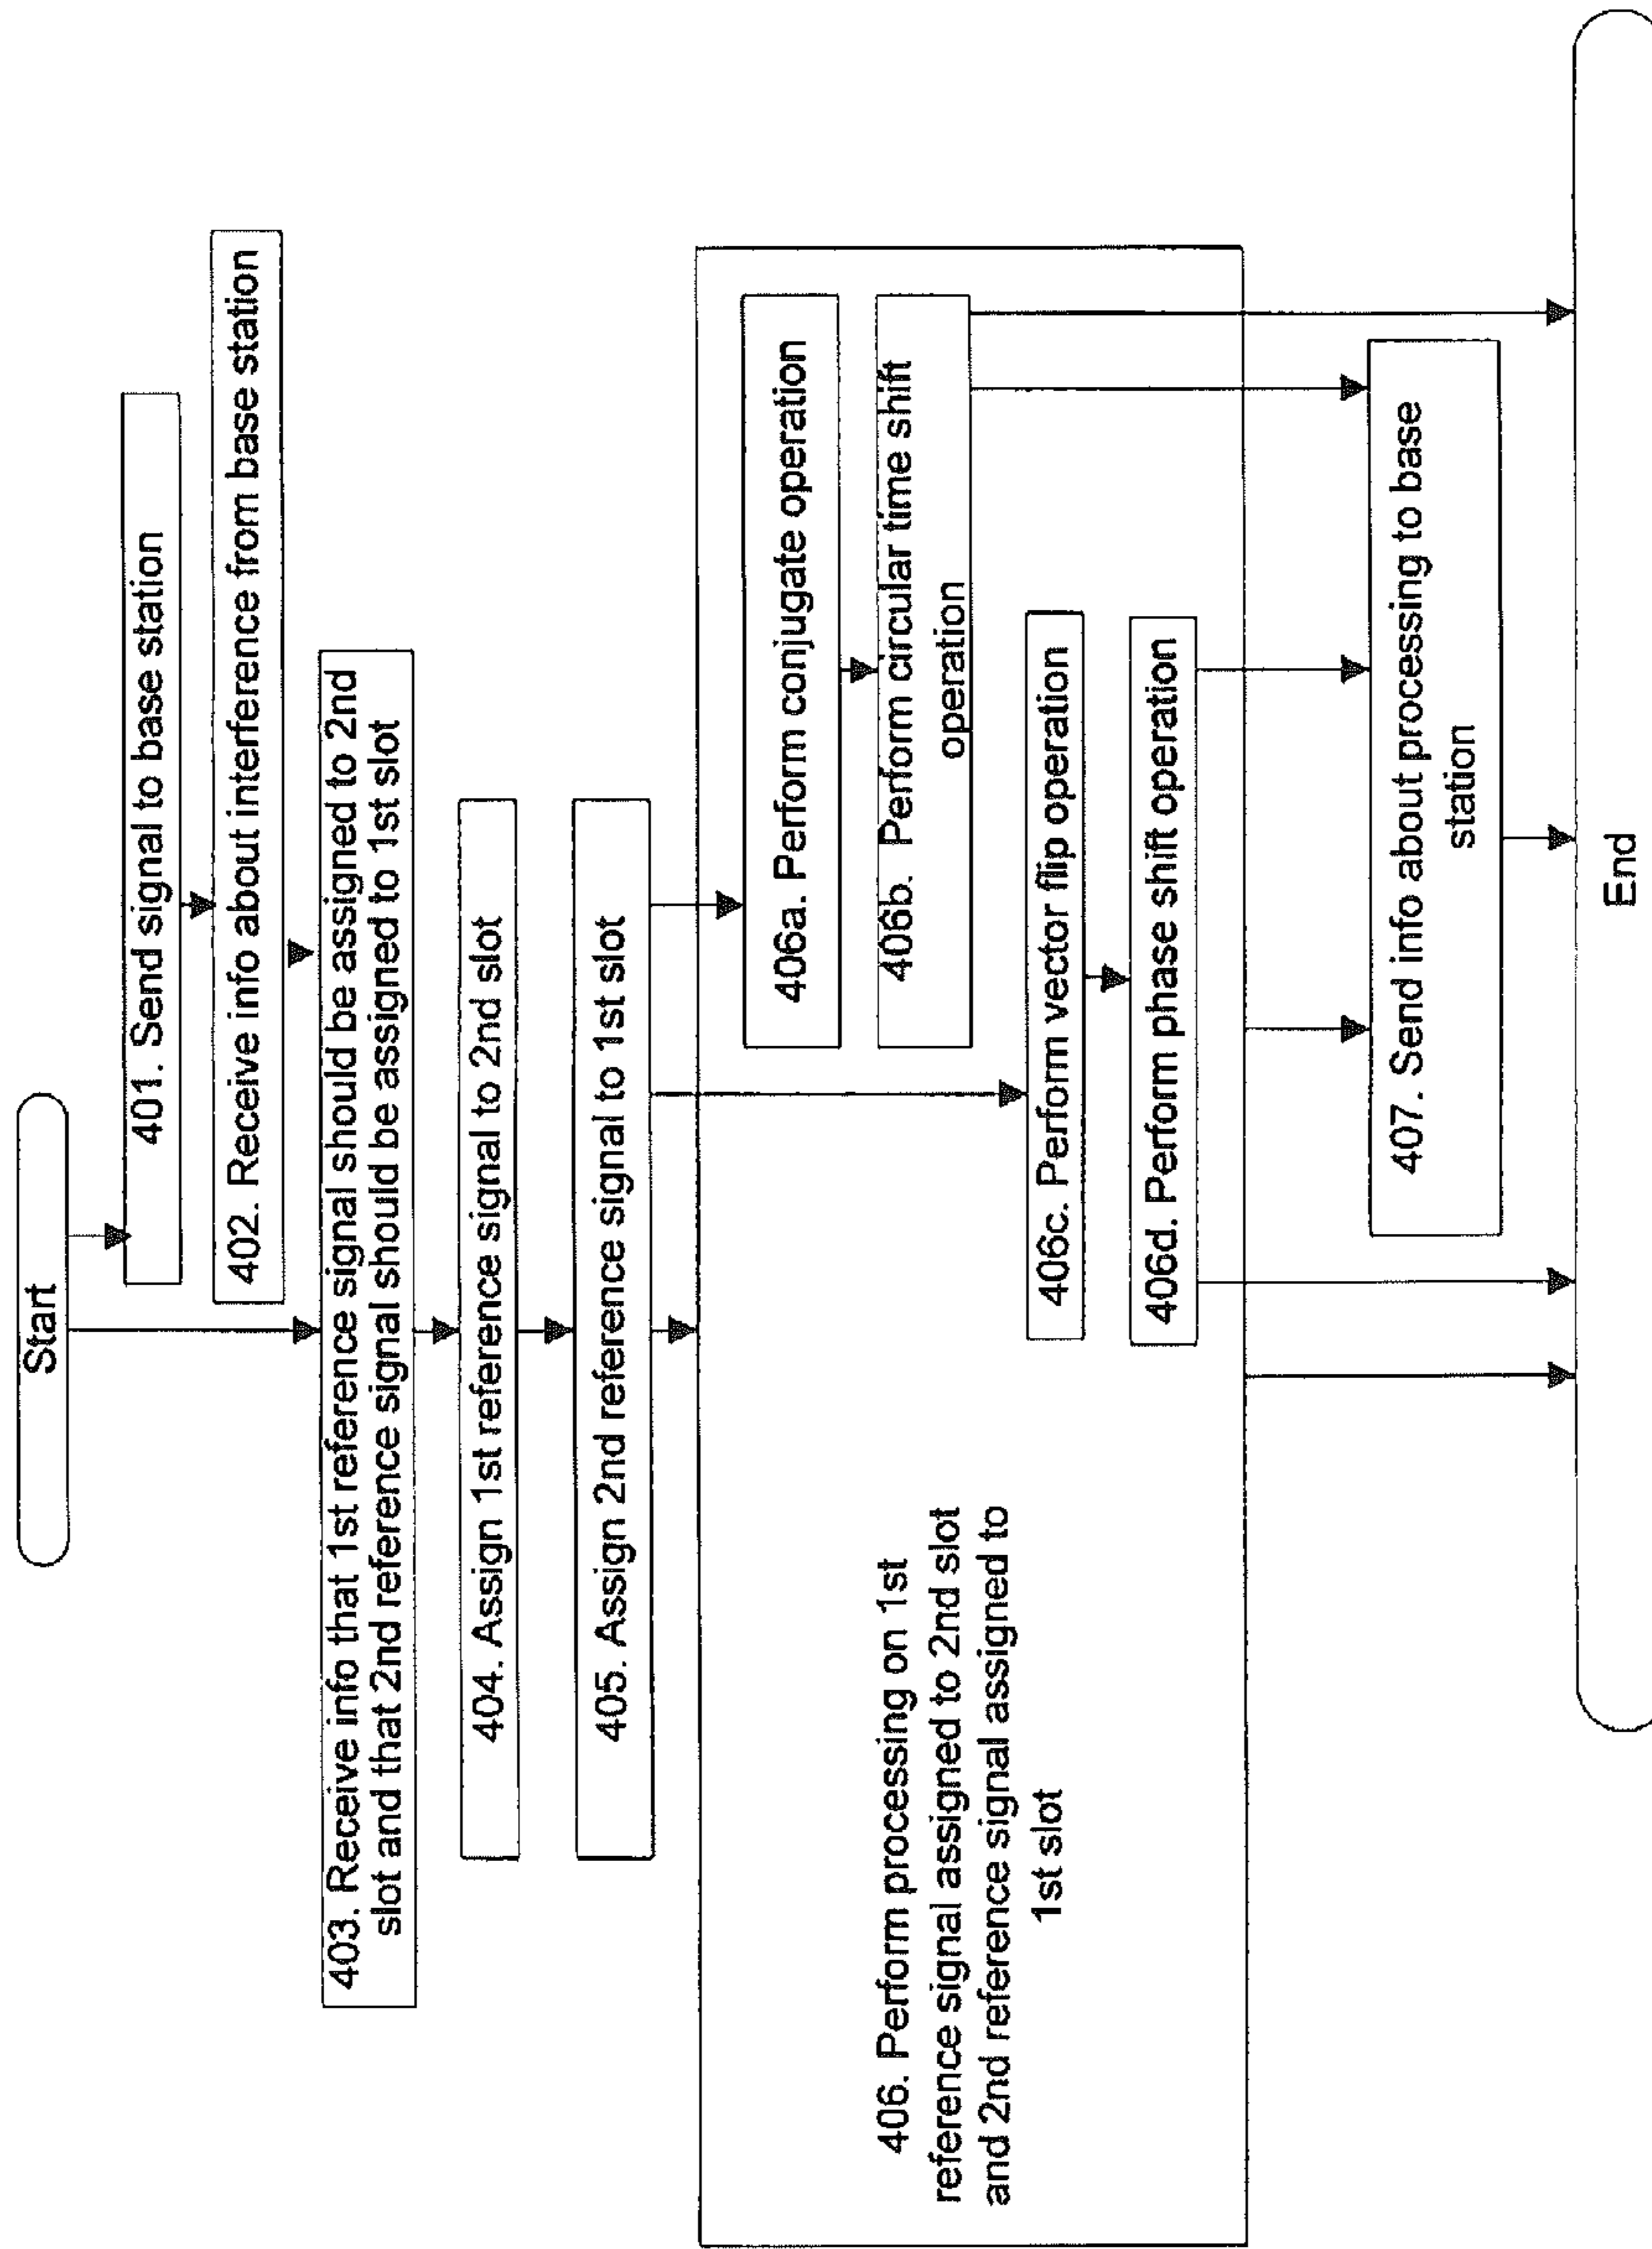 Start
401. Send signal to base station
402. Receive info about interference from base station
403. Receive info that 1st reference signal should be assigned to 2nd
slot and that 2nd reference signal should be assigned to 1st slot
404. Assign 1st reference signal to 2nd slot
405. Assign 2nd reference signal to 1st slot
406. Perform processing on 1st
reference signal assigned to 2nd slot
and 2nd reference signal assigned to
1st slot
406a. Perform conjugate operation
406b. Perform circular time shift
operation
406c. Perform vector flip operation
406d. Perform phase shift operation
407. Send info about processing to base
station
End